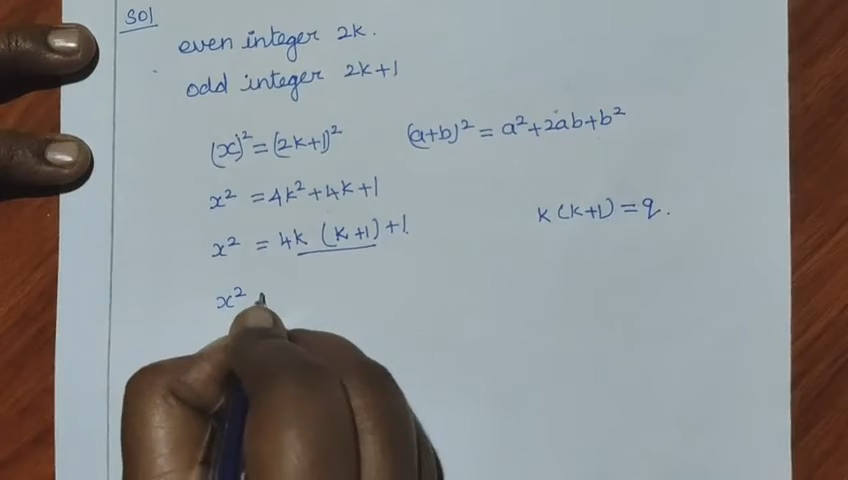 Sol
even integer 2k.
odd integer 2k+1
(x)² = (2k+1)² (a+b)² = a²+2ab+b²
x² = 4k²+4k+1
k(k+1) = q.
x² = 4k (k+1) +1.
x²